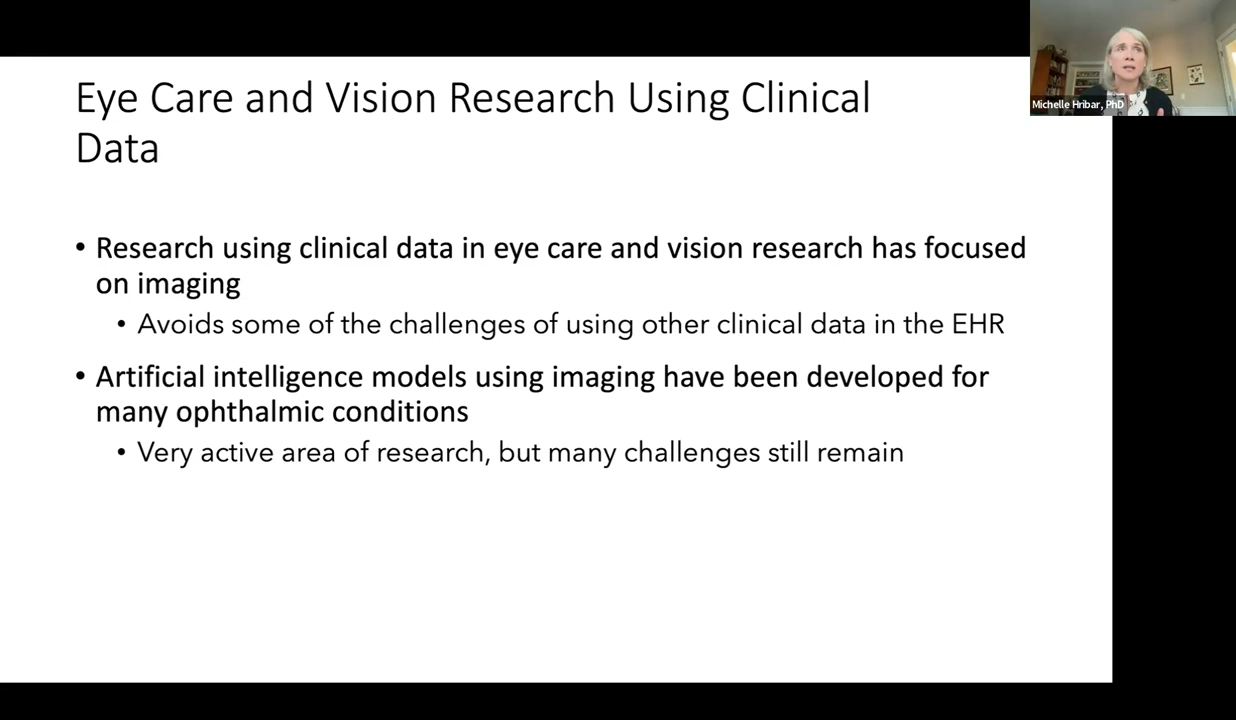 Eye Care and Vision Research Using Clinical
Data
• Research using clinical data in eye care and vision research has focused
on imaging
• Avoids some of the challenges of using other clinical data in the EHR
• Artificial intelligence models using imaging have been developed for
many ophthalmic conditions
• Very active area of research, but many challenges still remain
Michelle Hribar, PhD